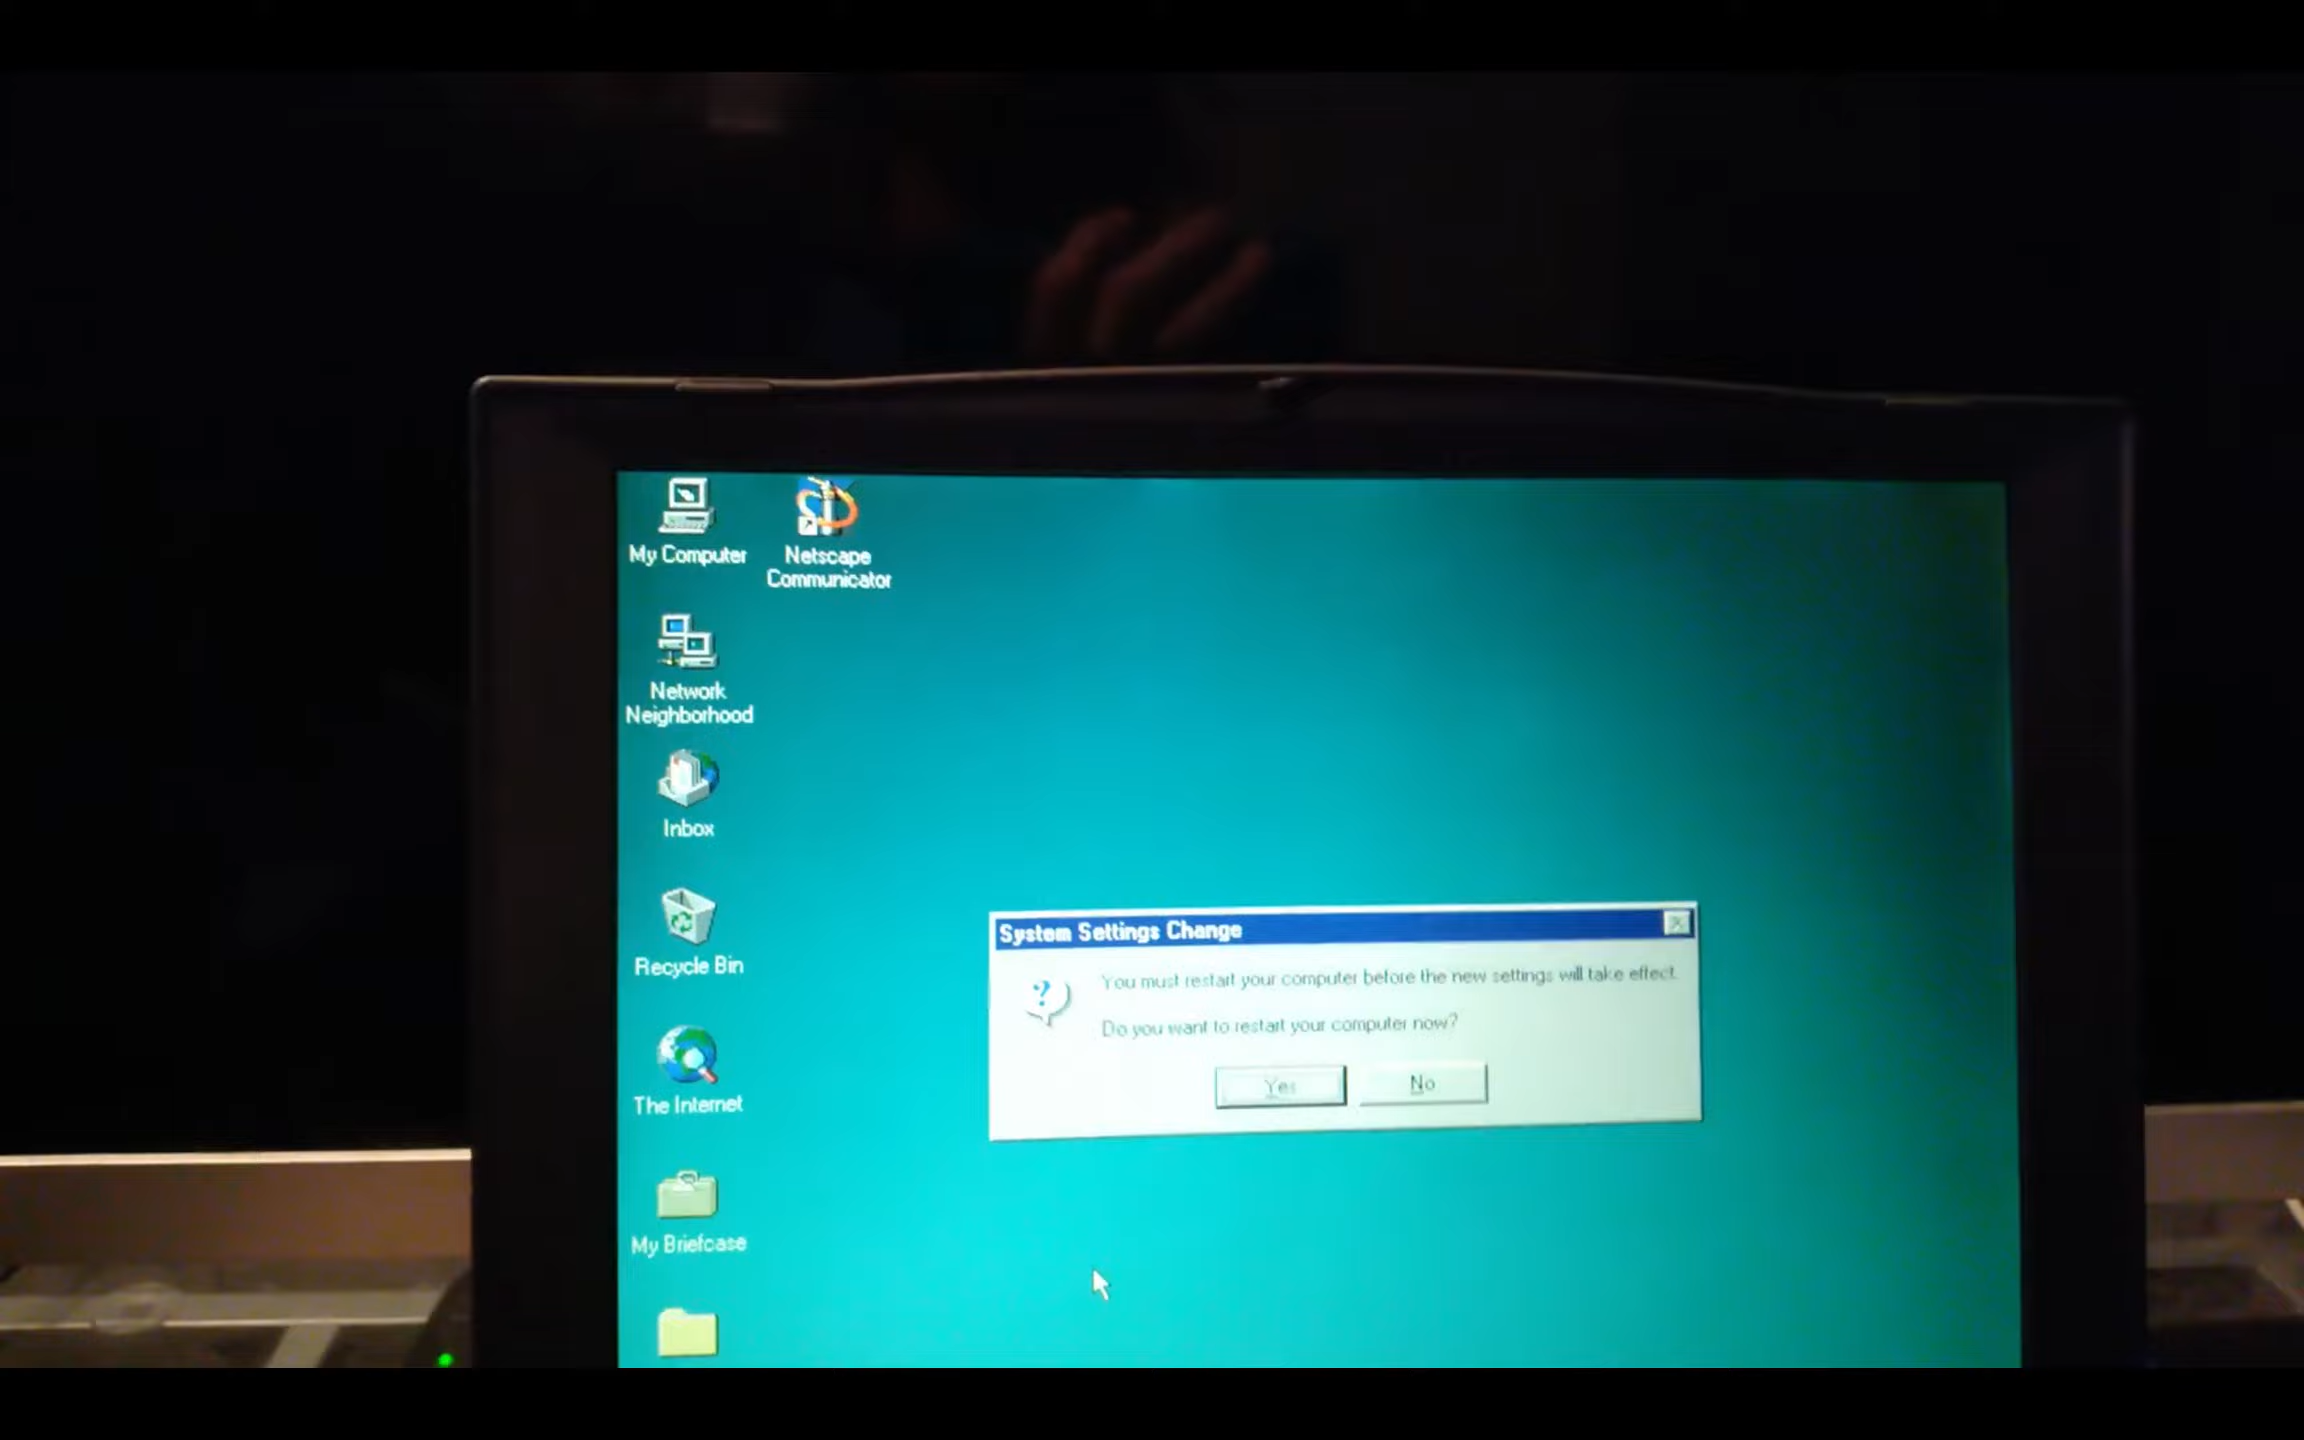 My Computer
Netscape
Communicator
Network
Neighborhood
Inbox
Recycle Bin
The Internet
My Briefcase
System Settings Change
You must restart your computer before the new settings will take effect.
Do you want to restart your computer now?
Yes
No